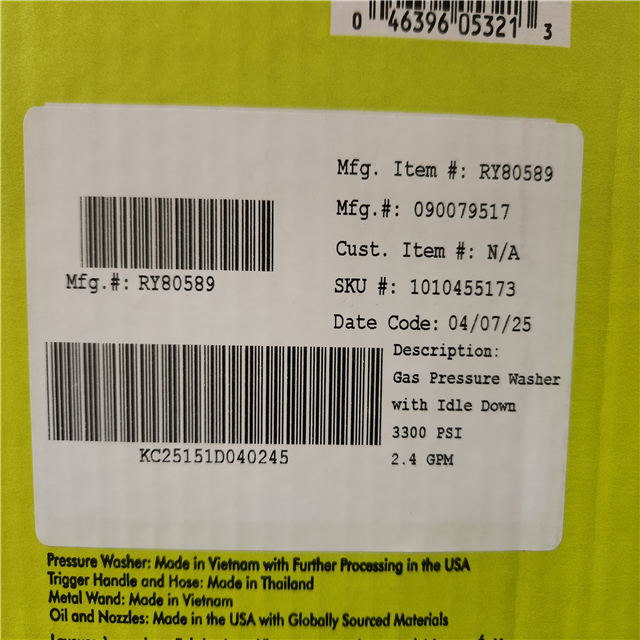 0 46396 05321 3
Mfg. Item #: RY80589
Mfg.#: 090079517
Cust. Item #: N/A
Mfg.#: RY80589
SKU #: 1010455173
Date Code: 04/07/25
Description:
Gas Pressure Washer
with Idle Down
3300 PSI
2.4 GPM
KC25151D040245
Pressure Washer: Made in Vietnam with Further Processing in the USA
Trigger Handle and Hose: Made in Thailand
Metal Wand: Made in Vietnam
Oil and Nozzles: Made in the USA with Globally Sourced Materials